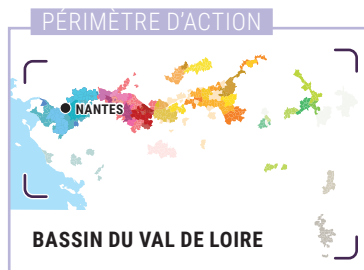 PÉRIMÈTRE D'ACTION
NANTES
BASSIN DU VAL DE LOIRE